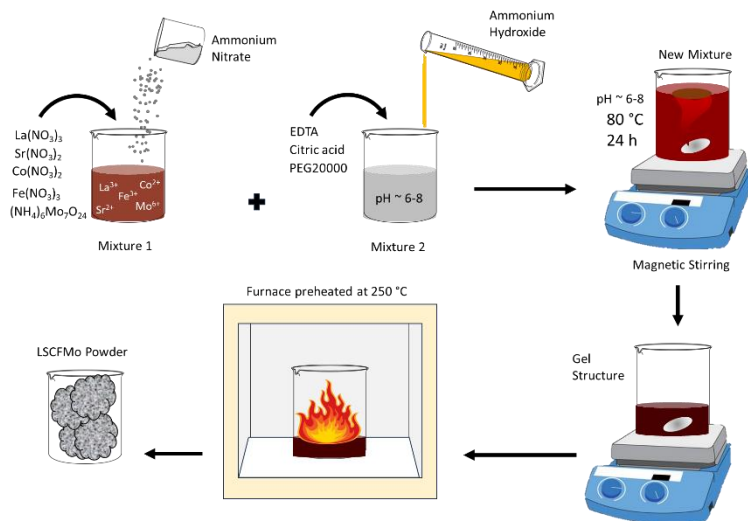 Ammonium
Nitrate
La(NO₃)₃
Sr(NO₃)₂
Co(NO₃)₂
Fe(NO₃)₃
(NH₄)₆Mo₇O₂₄
La³⁺
Co²⁺
Fe³⁺
Sr²⁺
Mo⁶⁺
Mixture 1
Ammonium
Hydroxide
EDTA
Citric acid
PEG20000
pH ~ 6-8
Mixture 2
New Mixture
pH ~ 6-8
80 °C
24 h
Magnetic Stirring
Gel
Structure
Furnace preheated at 250 °C
LSCFMo Powder